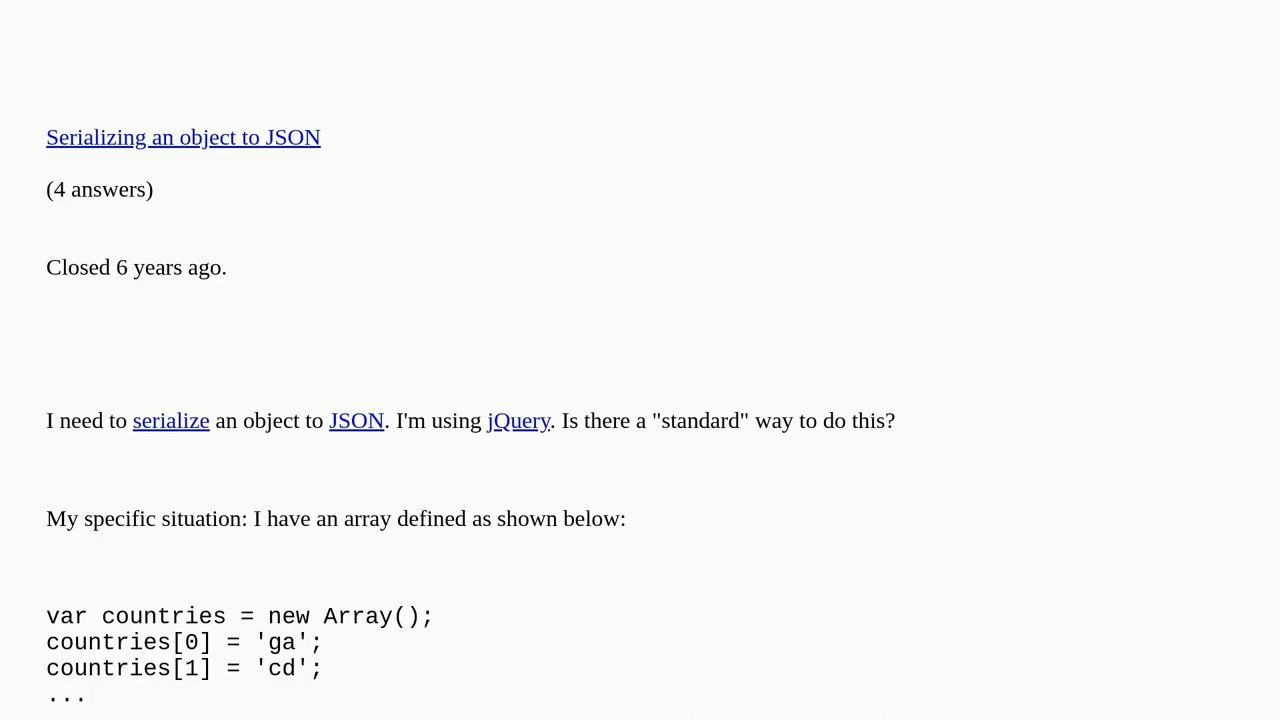 Serializing an object to JSON
(4 answers)
Closed 6 years ago.
I need to serialize an object to JSON. I'm using jQuery. Is there a "standard" way to do this?
My specific situation: I have an array defined as shown below:
var countries = new Array();
countries[0] = 'ga';
countries[1] = 'cd';
...